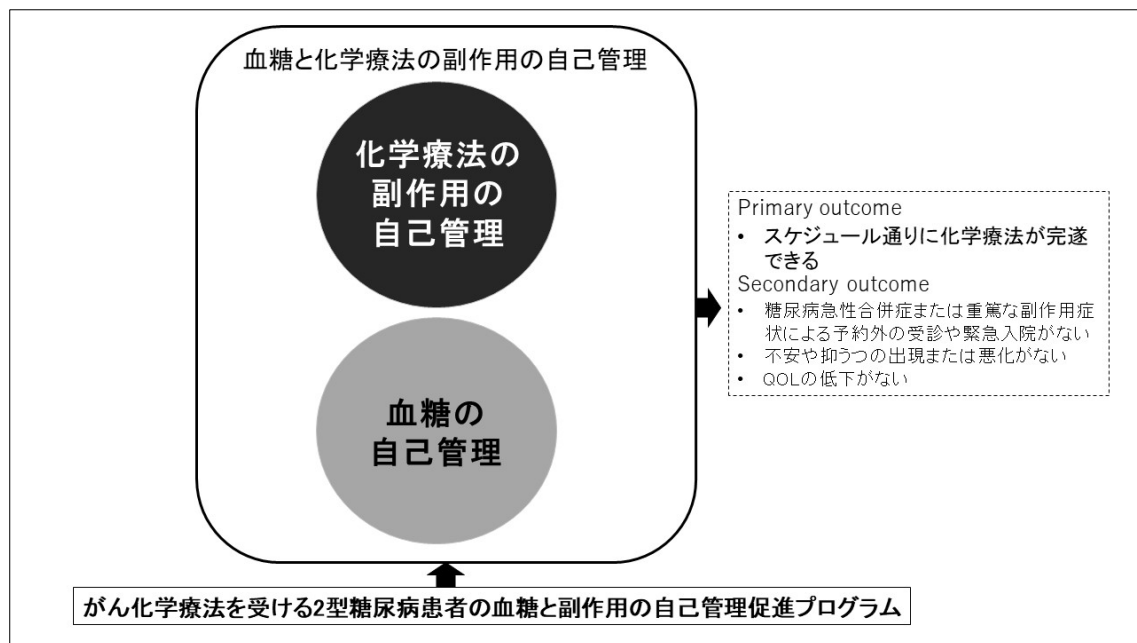 血糖と化学療法の副作用の自己管理
化学療法の
副作用の
自己管理
血糖の
自己管理
Primary outcome
• スケジュール通りに化学療法が完遂
できる
Secondary outcome
• 糖尿病急性合併症または重篤な副作用症
状による予約外の受診や緊急入院がない
• 不安や抑うつの出現または悪化がない
• QOLの低下がない
がん化学療法を受ける2型糖尿病患者の血糖と副作用の自己管理促進プログラム